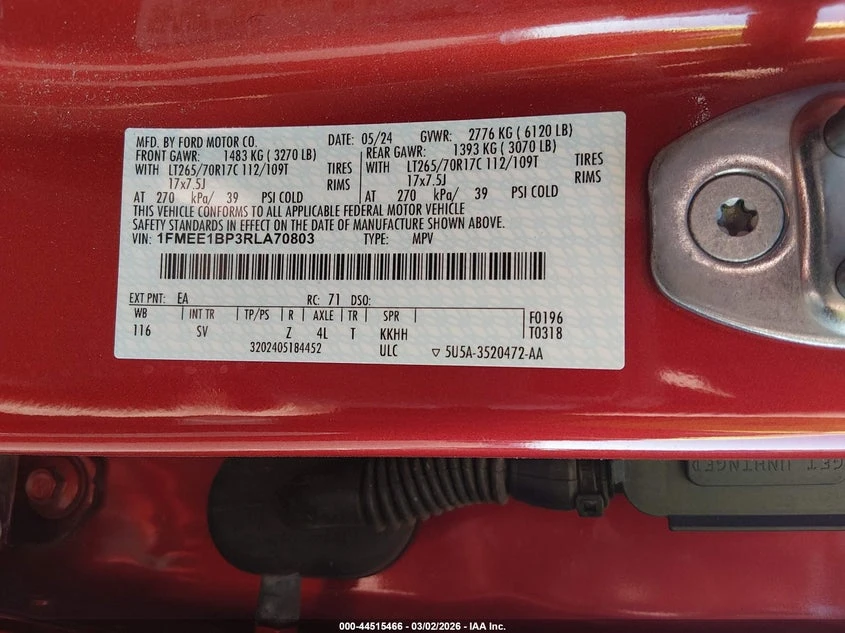 MFD. BY FORD MOTOR CO. DATE: 05/24 GVWR: 2776 KG ( 6120 LB)
FRONT GAWR: 1483 KG ( 3270 LB) REAR GAWR: 1393 KG ( 3070 LB)
WITH LT265/70R17C 112/109T TIRES WITH LT265/70R17C 112/109T TIRES
17x7.5J RIMS 17x7.5J RIMS
AT 270 kPa/ 39 PSI COLD AT 270 kPa/ 39 PSI COLD
THIS VEHICLE CONFORMS TO ALL APPLICABLE FEDERAL MOTOR VEHICLE
SAFETY STANDARDS IN EFFECT ON THE DATE OF MANUFACTURE SHOWN ABOVE.
VIN: 1FMEE1BP3RLA70803 TYPE: MPV
EXT PNT: EA RC: 71 DSO:
WB INT TR TP/PS R AXLE TR SPR F0196
116 SV Z 4L T KKHH T0318
3202405184452 ULC ▽ 5U5A-3520472-AA
GET UNHINGED
000-44515466 - 03/02/2026 - IAA Inc.